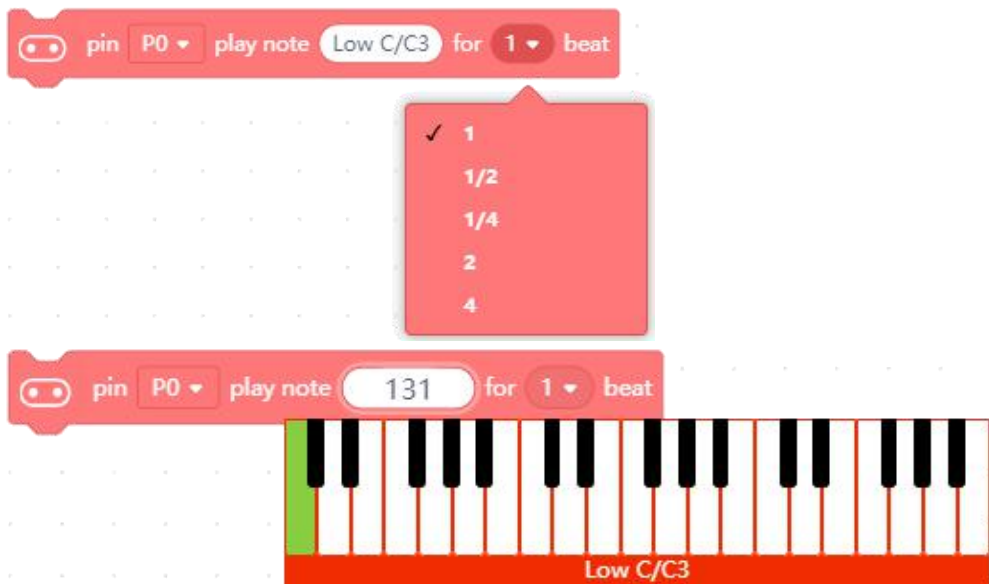 pin P0 play note Low C/C3 for 1 beat
✓ 1
1/2
1/4
2
4
pin P0 play note 131 for 1 beat
Low C/C3